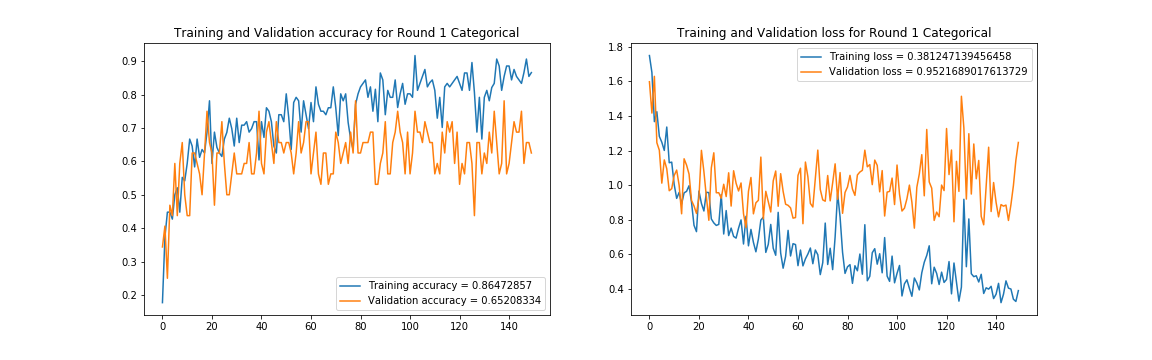 Training and Validation accuracy for Round 1 Categorical
0.9
0.8
0.7
0.6
0.5
0.4
0.3
0.2
0 20 40 60 80 100 120 140
Training accuracy = 0.86472857
Validation accuracy = 0.65208334
Training and Validation loss for Round 1 Categorical
1.8
1.6
1.4
1.2
1.0
0.8
0.6
0.4
0 20 40 60 80 100 120 140
Training loss = 0.381247139456458
Validation loss = 0.9521689017613729